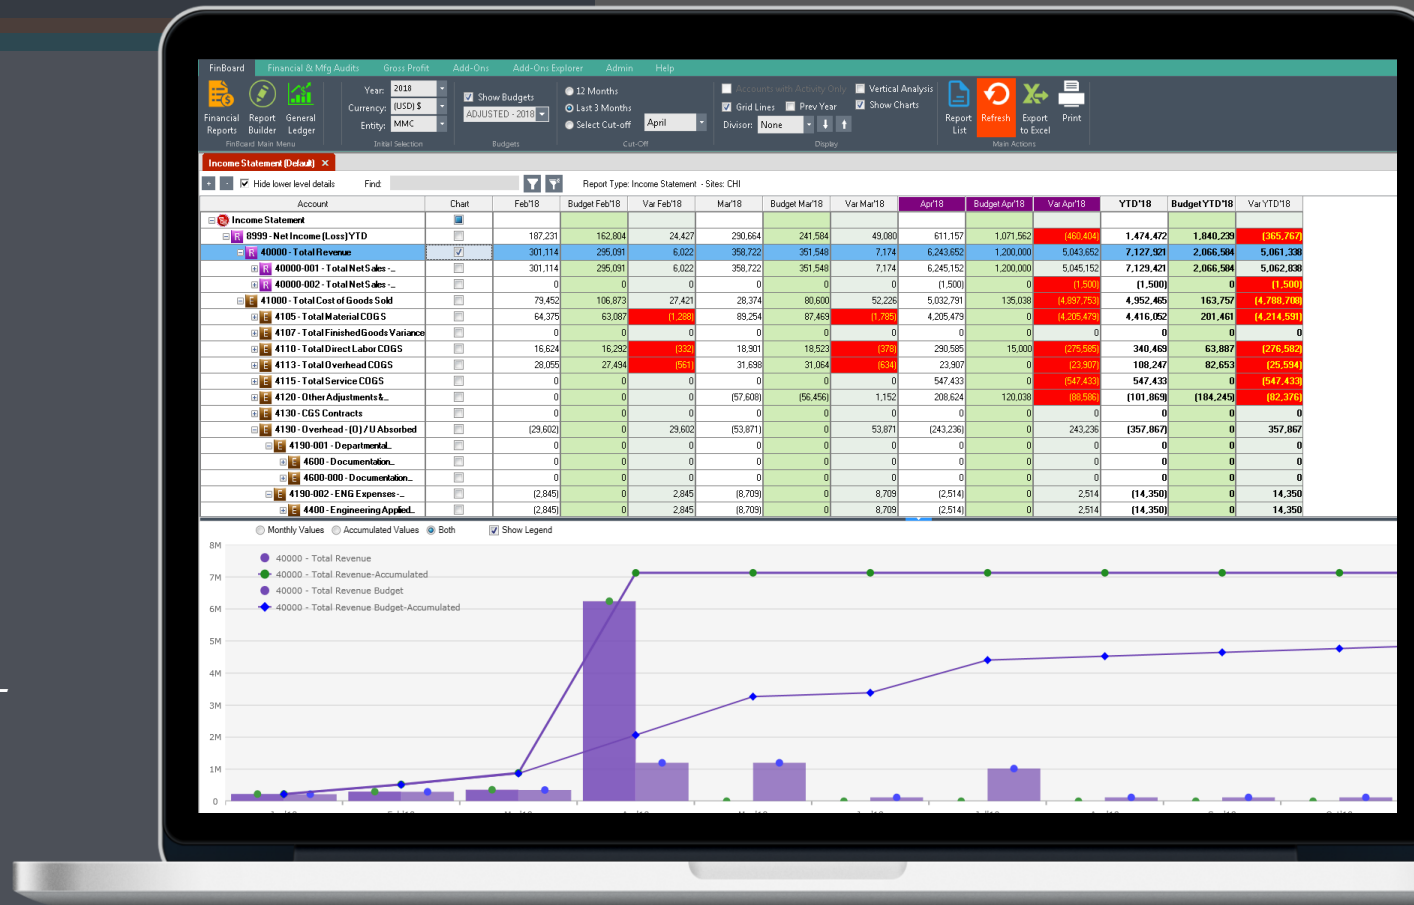 FinBoard Financial & Mfg Audits Gross Profit Add-Ons Add-Ons Explorer Admin Help
Financial Reports
Report Builder
General Ledger
FinBoard Main Menu
Year: 2018
Currency: (USD) $
Entity: MMC
Initial Selection
Show Budgets
ADJUSTED - 2018
Budgets
12 Months
Last 3 Months
Select Cut-off April
Cut-Off
Accounts with Activity Only Vertical Analysis
Grid Lines Prev Year Show Charts
Divisor: None
Display
Report List
Refresh
Export to Excel
Print
Main Actions
Income Statement (Default) X
+ - Hide lower level details Find: Report Type: Income Statement - Sites: CHI
Account Chart Feb'18 Budget Feb'18 Var Feb'18 Mar'18 Budget Mar'18 Var Mar'18 Apr'18 Budget Apr'18 Var Apr'18 YTD'18 Budget YTD'18 Var YTD'18
Income Statement
R 8999 - Net Income (Loss) YTD 187,231 162,804 24,427 290,664 241,584 49,080 611,157 1,071,562 (460,404) 1,474,472 1,840,239 (365,767)
R 40000 - Total Revenue 301,114 295,091 6,022 358,722 351,548 7,174 6,243,652 1,200,000 5,043,652 7,127,921 2,066,584 5,061,338
R 40000-001 - Total Net Sales -... 301,114 295,091 6,022 358,722 351,548 7,174 6,245,152 1,200,000 5,045,152 7,129,421 2,066,584 5,062,838
R 40000-002 - Total Net Sales -... 0 0 0 0 0 0 (1,500) 0 (1,500) (1,500) 0 (1,500)
E 41000 - Total Cost of Goods Sold 79,452 106,873 27,421 28,374 80,600 52,226 5,032,791 135,038 (4,897,753) 4,952,465 163,757 (4,788,708)
E 4105 - Total Material COGS 64,375 63,087 (1,288) 89,254 87,469 (1,785) 4,205,479 0 (4,205,479) 4,416,052 201,461 (4,214,591)
E 4107 - Total Finished Goods Variance 0 0 0 0 0 0 0 0 0 0 0 0
E 4110 - Total Direct Labor COGS 16,624 16,292 (332) 18,901 18,523 (378) 290,585 15,000 (275,585) 340,469 63,887 (276,582)
E 4113 - Total Overhead COGS 28,055 27,494 (561) 31,698 31,064 (634) 23,907 0 (23,907) 108,247 82,653 (25,594)
E 4115 - Total Service COGS 0 0 0 0 0 0 547,433 0 (547,433) 547,433 0 (547,433)
E 4120 - Other Adjustments &... 0 0 0 (57,608) (56,456) 1,152 208,624 120,038 (88,586) (101,869) (184,245) (82,376)
E 4130 - CGS Contracts 0 0 0 0 0 0 0 0 0 0 0 0
E 4190 - Overhead - (O) / U Absorbed (29,602) 0 29,602 (53,871) 0 53,871 (243,236) 0 243,236 (357,867) 0 357,867
E 4190-001 - Departmental... 0 0 0 0 0 0 0 0 0 0 0 0
E 4600 - Documentation... 0 0 0 0 0 0 0 0 0 0 0 0
E 4600-000 - Documentation... 0 0 0 0 0 0 0 0 0 0 0 0
E 4190-002 - ENG Expenses -... (2,845) 0 2,845 (8,709) 0 8,709 (2,514) 0 2,514 (14,350) 0 14,350
E 4400 - Engineering Applied... (2,845) 0 2,845 (8,709) 0 8,709 (2,514) 0 2,514 (14,350) 0 14,350
Monthly Values Accumulated Values Both Show Legend
8M
40000 - Total Revenue
7M
40000 - Total Revenue-Accumulated
40000 - Total Revenue Budget
6M
40000 - Total Revenue Budget-Accumulated
5M
4M
3M
2M
1M
0